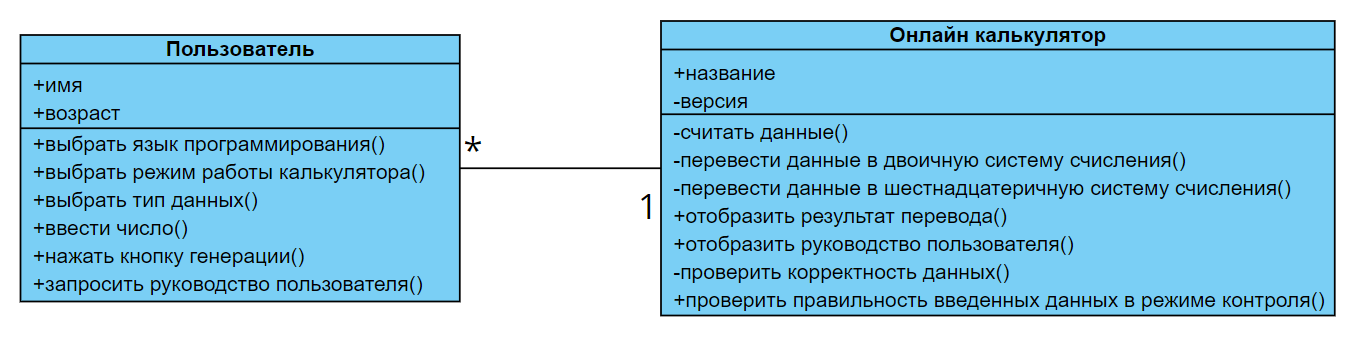 Пользователь
+имя
+возраст
+выбрать язык программирования()
+выбрать режим работы калькулятора()
+выбрать тип данных()
+ввести число()
+нажать кнопку генерации()
+запросить руководство пользователя()
*
1
Онлайн калькулятор
+название
-версия
-считать данные()
-перевести данные в двоичную систему счисления()
-перевести данные в шестнадцатеричную систему счисления()
+отобразить результат перевода()
+отобразить руководство пользователя()
-проверить корректность данных()
+проверить правильность введенных данных в режиме контроля()